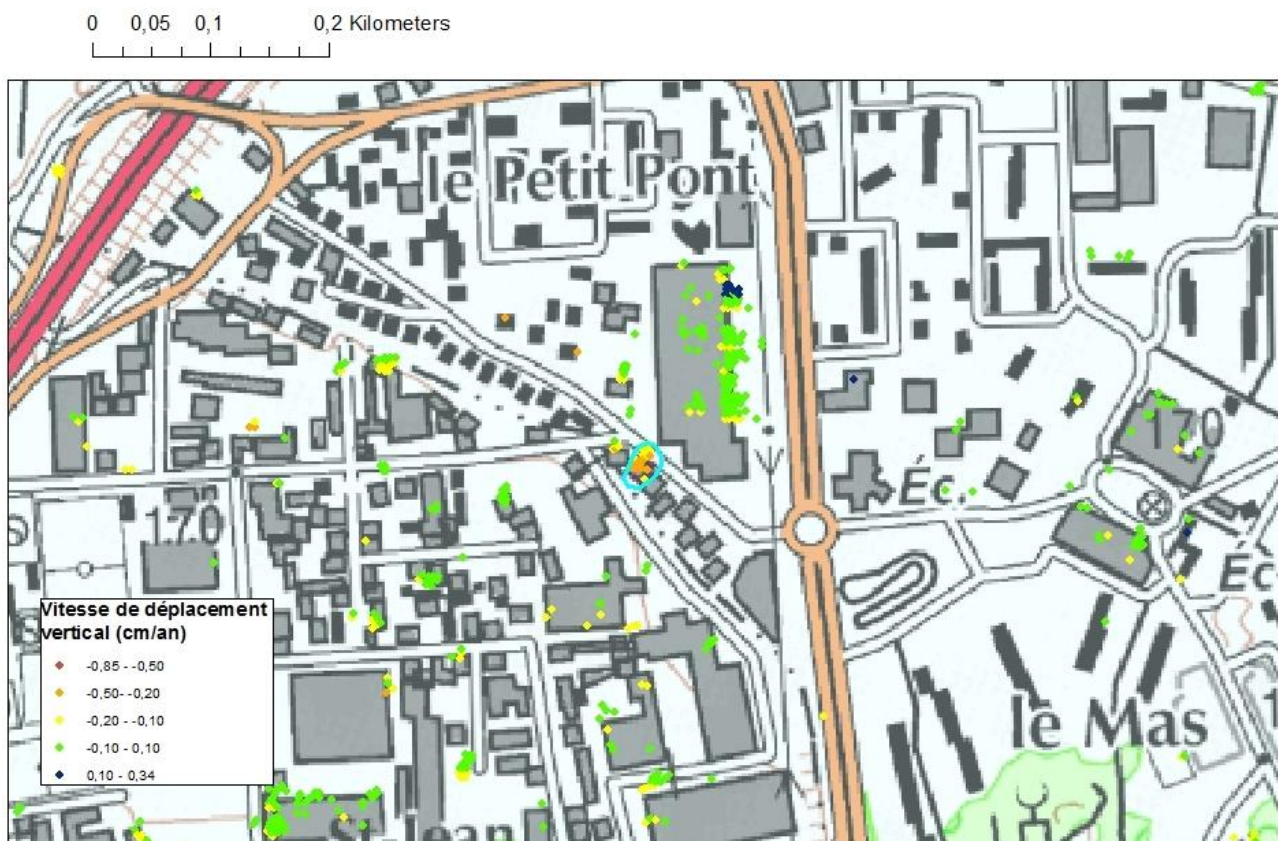 0 0,05 0,1 0,2 Kilometers
le Petit Pont
170
Éc.
170
Éc
Vitesse de déplacement
vertical (cm/an)
-0,85 - -0,50
-0,50- -0,20
-0,20 - -0,10
-0,10 - 0,10
0,10 - 0,34
le Mas
Jean